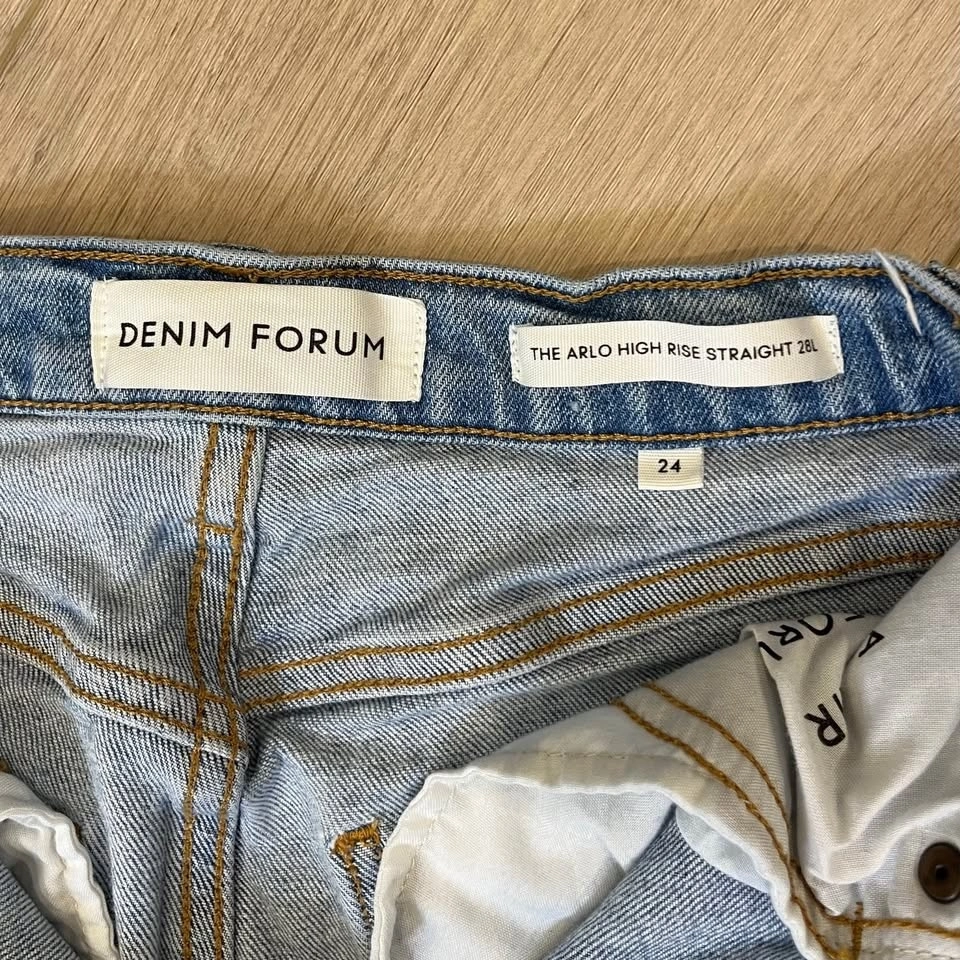 DENIM FORUM
THE ARLO HIGH RISE STRAIGHT 28L
24